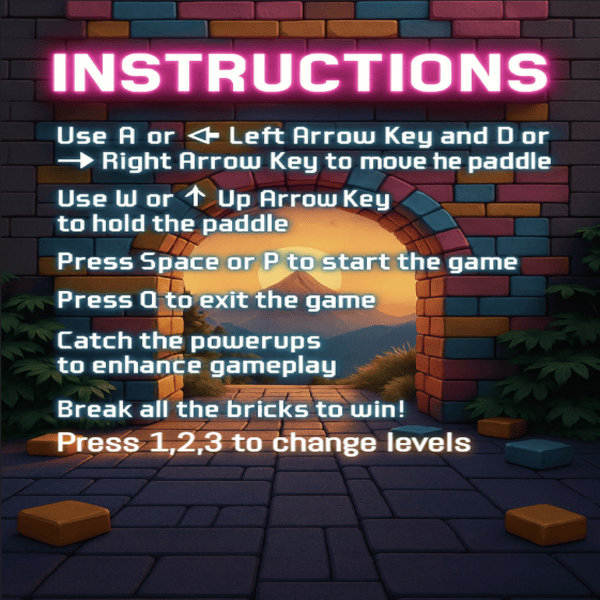 INSTRUCTIONS
Use A or ← Left Arrow Key and D or
→ Right Arrow Key to move he paddle
Use W or ↑ Up Arrow Key
to hold the paddle
Press Space or P to start the game
Press Q to exit the game
Catch the powerups
to enhance gameplay
Break all the bricks to win!
Press 1,2,3 to change levels